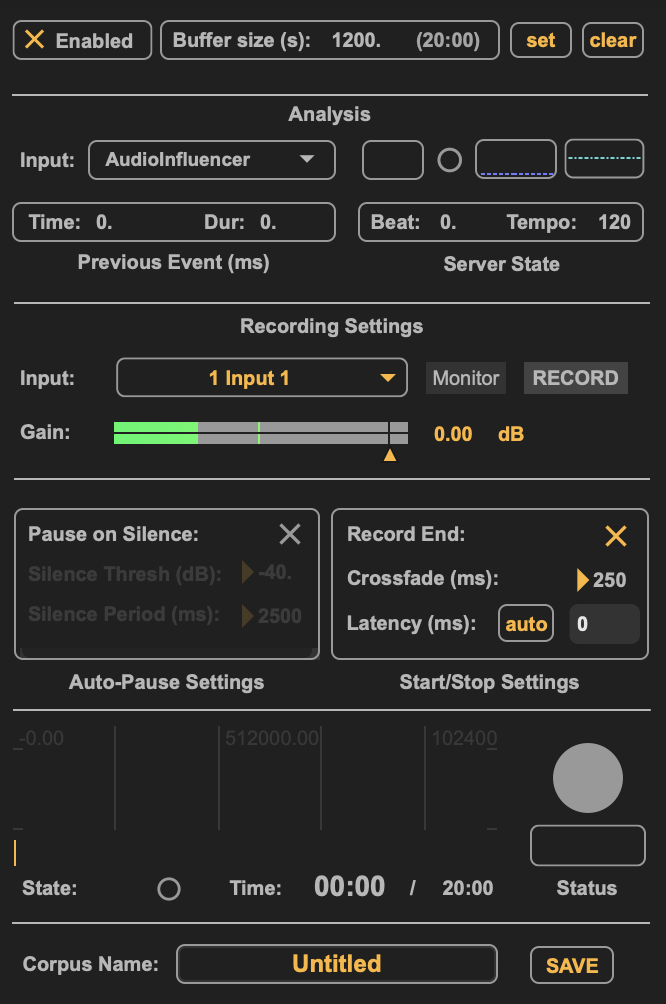 Enabled Buffer size (s): 1200. (20:00) set clear
Analysis
Input: AudioInfluencer
Time: 0. Dur: 0. Beat: 0. Tempo: 120
Previous Event (ms) Server State
Recording Settings
Input: 1 Input 1 Monitor RECORD
Gain: 0.00 dB
Pause on Silence: Record End:
Silence Thresh (dB): -40. Crossfade (ms): 250
Silence Period (ms): 2500 Latency (ms): auto 0
Auto-Pause Settings Start/Stop Settings
-0.00 512000.00 102400
State: Time: 00:00 / 20:00 Status
Corpus Name: Untitled SAVE